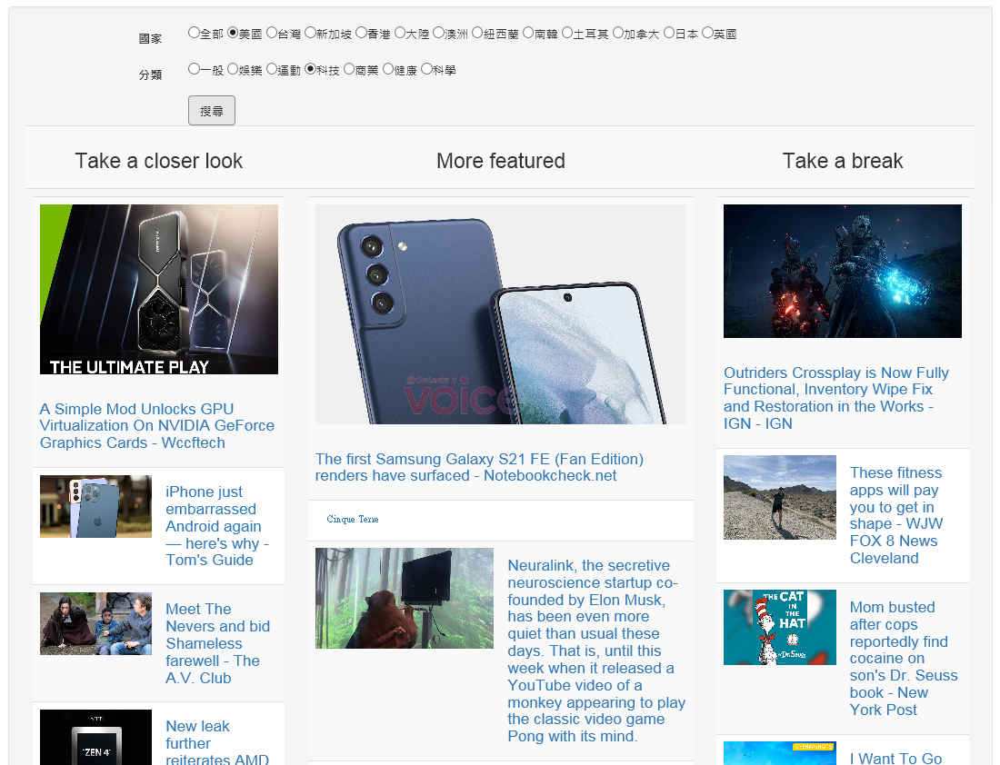 國家 全部 美國 台灣 新加坡 香港 大陸 澳洲 紐西蘭 南韓 土耳其 加拿大 日本 英國
分類 一般 娛樂 運動 科技 商業 健康 科學
搜尋
Take a closer look
More featured
Take a break
THE ULTIMATE PLAY
A Simple Mod Unlocks GPU
Virtualization On NVIDIA GeForce
Graphics Cards - Wccftech
iPhone just
embarrassed
Android again
— here's why -
Tom's Guide
Meet The
Nevers and bid
Shameless
farewell - The
A.V. Club
ZEN 4
New leak
further
reiterates AMD
VOICE
The first Samsung Galaxy S21 FE (Fan Edition)
renders have surfaced - Notebookcheck.net
Cinque Terre
Neuralink, the secretive
neuroscience startup co-
founded by Elon Musk,
has been even more
quiet than usual these
days. That is, until this
week when it released a
YouTube video of a
monkey appearing to play
the classic video game
Pong with its mind.
Outriders Crossplay is Now Fully
Functional, Inventory Wipe Fix
and Restoration in the Works -
IGN - IGN
These fitness
apps will pay
you to get in
shape - WJW
FOX 8 News
Cleveland
THE CAT
IN THE
HAT
By Dr. Seuss
Mom busted
after cops
reportedly find
cocaine on
son's Dr. Seuss
book - New
York Post
I Want To Go